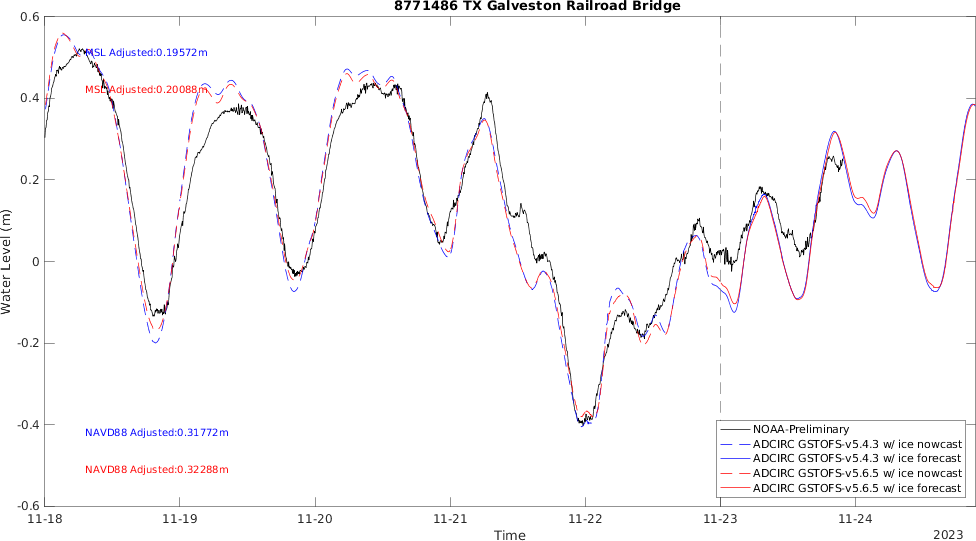 8771486 TX Galveston Railroad Bridge
0.6
0.4
0.2
0
-0.2
-0.4
-0.6
Water Level (m)
MSL Adjusted:0.19572m
MSL Adjusted:0.20088m
NAVD88 Adjusted:0.31772m
NAVD88 Adjusted:0.32288m
NOAA-Preliminary
ADCIRC GSTOFS-v5.4.3 w/ ice nowcast
ADCIRC GSTOFS-v5.4.3 w/ ice forecast
ADCIRC GSTOFS-v5.6.5 w/ ice nowcast
ADCIRC GSTOFS-v5.6.5 w/ ice forecast
11-18 11-19 11-20 11-21 11-22 11-23 11-24
Time
2023